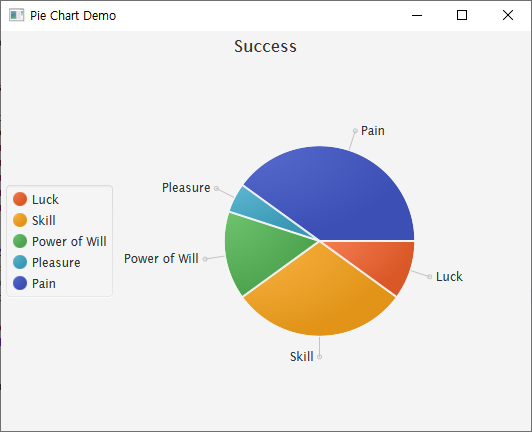 Pie Chart Demo
Success
Pain
Pleasure
Power of Will
Luck
Skill
Luck
Skill
Power of Will
Pleasure
Pain